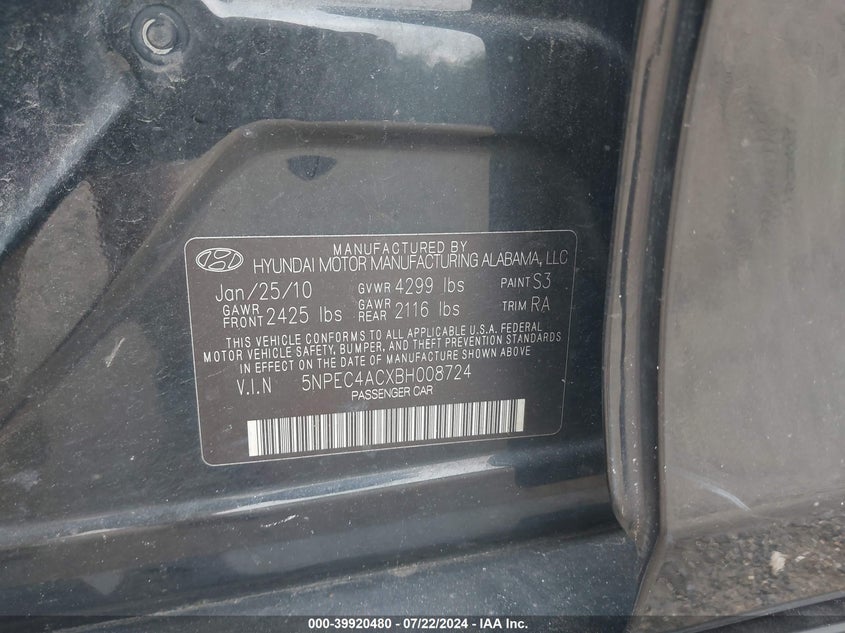 MANUFACTURED BY
HYUNDAI MOTOR MANUFACTURING ALABAMA, LLC
Jan/25/10 GVWR 4299 lbs PAINT S3
GAWR FRONT 2425 lbs GAWR REAR 2116 lbs TRIM RA
THIS VEHICLE CONFORMS TO ALL APPLICABLE U.S.A. FEDERAL
MOTOR VEHICLE SAFETY, BUMPER, AND THEFT PREVENTION STANDARDS
IN EFFECT ON THE DATE OF MANUFACTURE SHOWN ABOVE
V.I.N 5NPEC4ACXBH008724
PASSENGER CAR
000-39920480 - 07/22/2024 - IAA Inc.